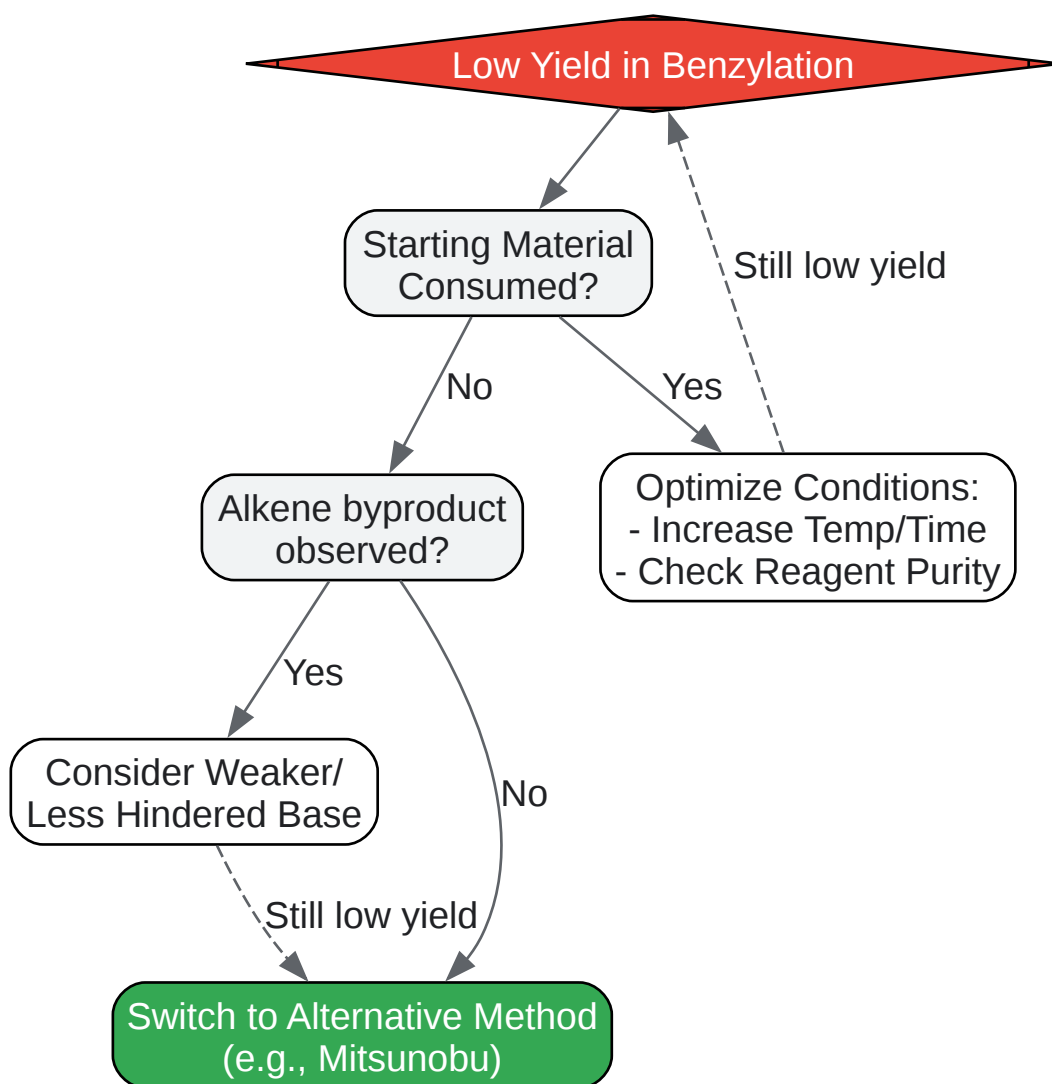 Low Yield in Benzylation
Starting Material
Consumed?
Still low yield
No
Yes
Alkene byproduct
observed?
Optimize Conditions:
- Increase Temp/Time
- Check Reagent Purity
Yes
No
Consider Weaker/
Less Hindered Base
Still low yield
Switch to Alternative Method
(e.g., Mitsunobu)